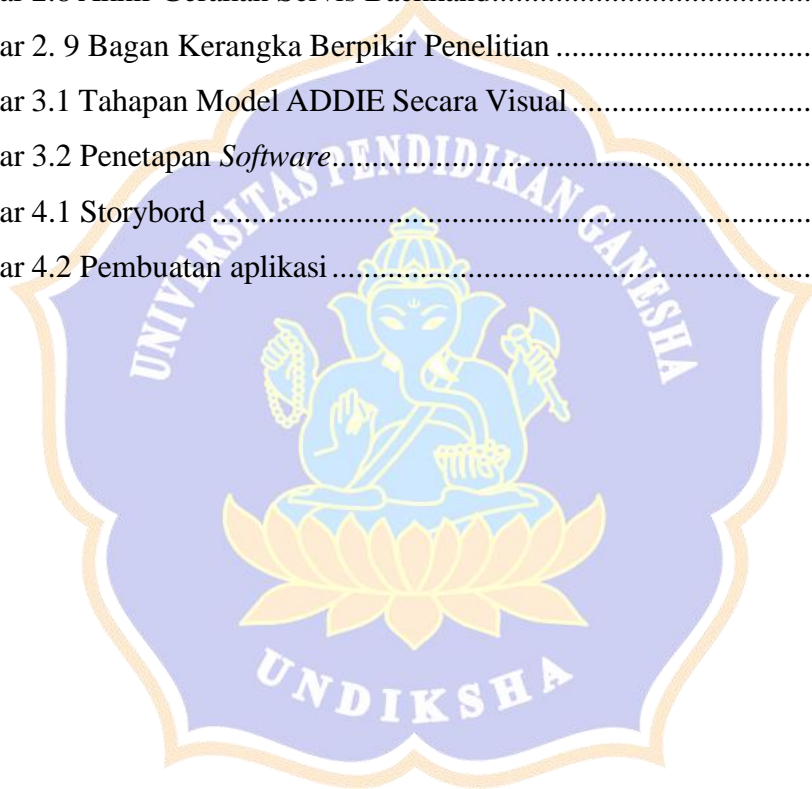 ar 2. 9 Bagan Kerangka Berpikir Penelitian ....................................
ar 3.1 Tahapan Model ADDIE Secara Visual ..................................
ar 3.2 Penetapan Software................................................................
ar 4.1 Storybord ................................................................................
ar 4.2 Pembuatan aplikasi ................................................................
UNIVERSITAS PENDIDIKAN GANESHA
UNDIKSHA